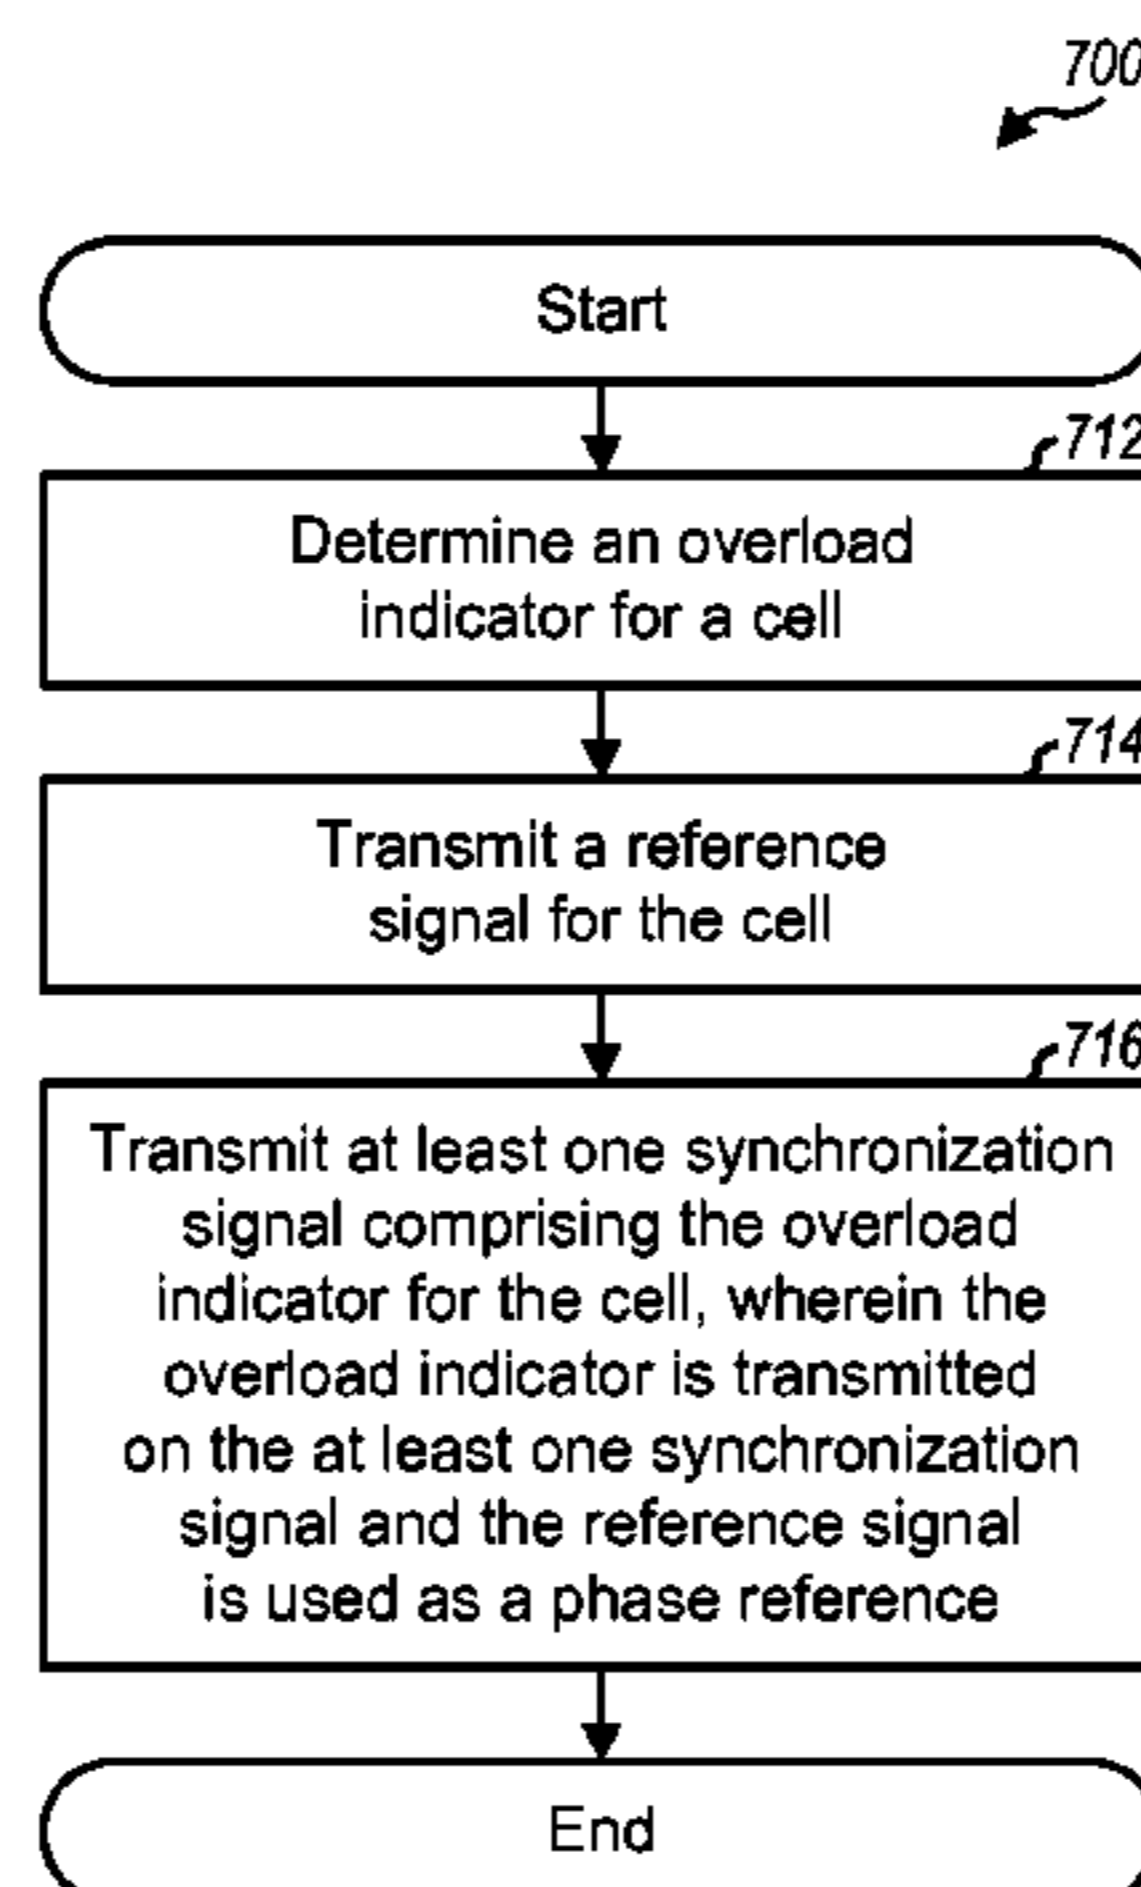 700
Start
712
Determine an overload
indicator for a cell
714
Transmit a reference
signal for the cell
716
Transmit at least one synchronization
signal comprising the overload
indicator for the cell, wherein the
overload indicator is transmitted
on the at least one synchronization
signal and the reference signal
is used as a phase reference
End